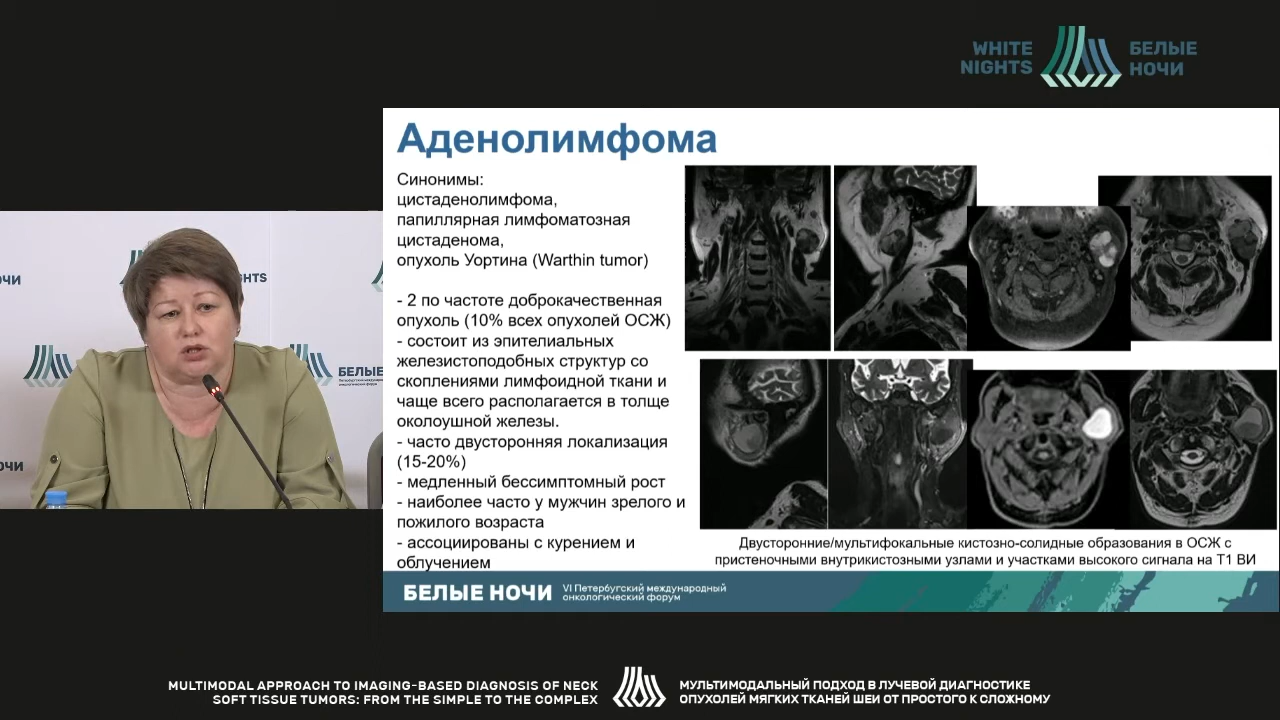 WHITE
NIGHTS
БЕЛЫЕ
НОЧИ
Аденолимфома
Синонимы:
цистаденолимфома,
папиллярная лимфоматозная
цистаденома,
опухоль Уортина (Warthin tumor)
- 2 по частоте доброкачественная
опухоль (10% всех опухолей ОСЖ)
- состоит из эпителиальных
железистоподобных структур со
скоплениями лимфоидной ткани и
чаще всего располагается в толще
околоушной железы.
- часто двусторонняя локализация
(15-20%)
- медленный бессимптомный рост
- наиболее часто у мужчин зрелого и
пожилого возраста
- ассоциированы с курением и
облучением
Двусторонние/мультифокальные кистозно-солидные образования в ОСЖ с
пристеночными внутрикистозными узлами и участками высокого сигнала на Т1 ВИ
БЕЛЫЕ НОЧИ
VI Петербургский международный
онкологический форум
ОЧИ
GHTS
БЕЛЫЕ
ОЧИ
MULTIMODAL APPROACH TO IMAGING-BASED DIAGNOSIS OF NECK
SOFT TISSUE TUMORS: FROM THE SIMPLE TO THE COMPLEX
МУЛЬТИМОДАЛЬНЫЙ ПОДХОД В ЛУЧЕВОЙ ДИАГНОСТИКЕ
ОПУХОЛЕЙ МЯГКИХ ТКАНЕЙ ШЕИ ОТ ПРОСТОГО К СЛОЖНОМУ